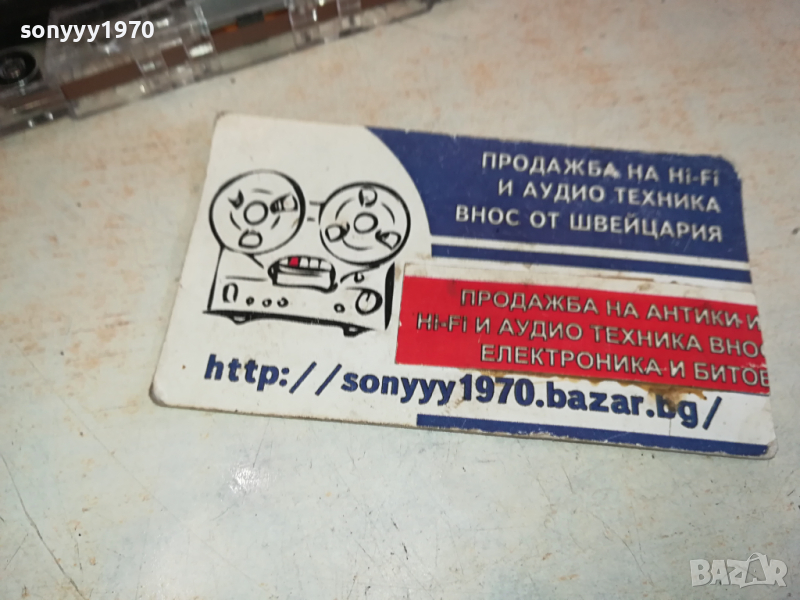 sonyyy1970
ПРОДАЖБА НА Hi-Fi
И АУДИО ТЕХНИКА
ВНОС ОТ ШВЕЙЦАРИЯ
ПРОДАЖБА НА АНТИКИ И
Hi-Fi И АУДИО ТЕХНИКА ВНОС
ЕЛЕКТРОНИКА И БИТОВ
http://sonyyy1970.bazar.bg/
BAZAR